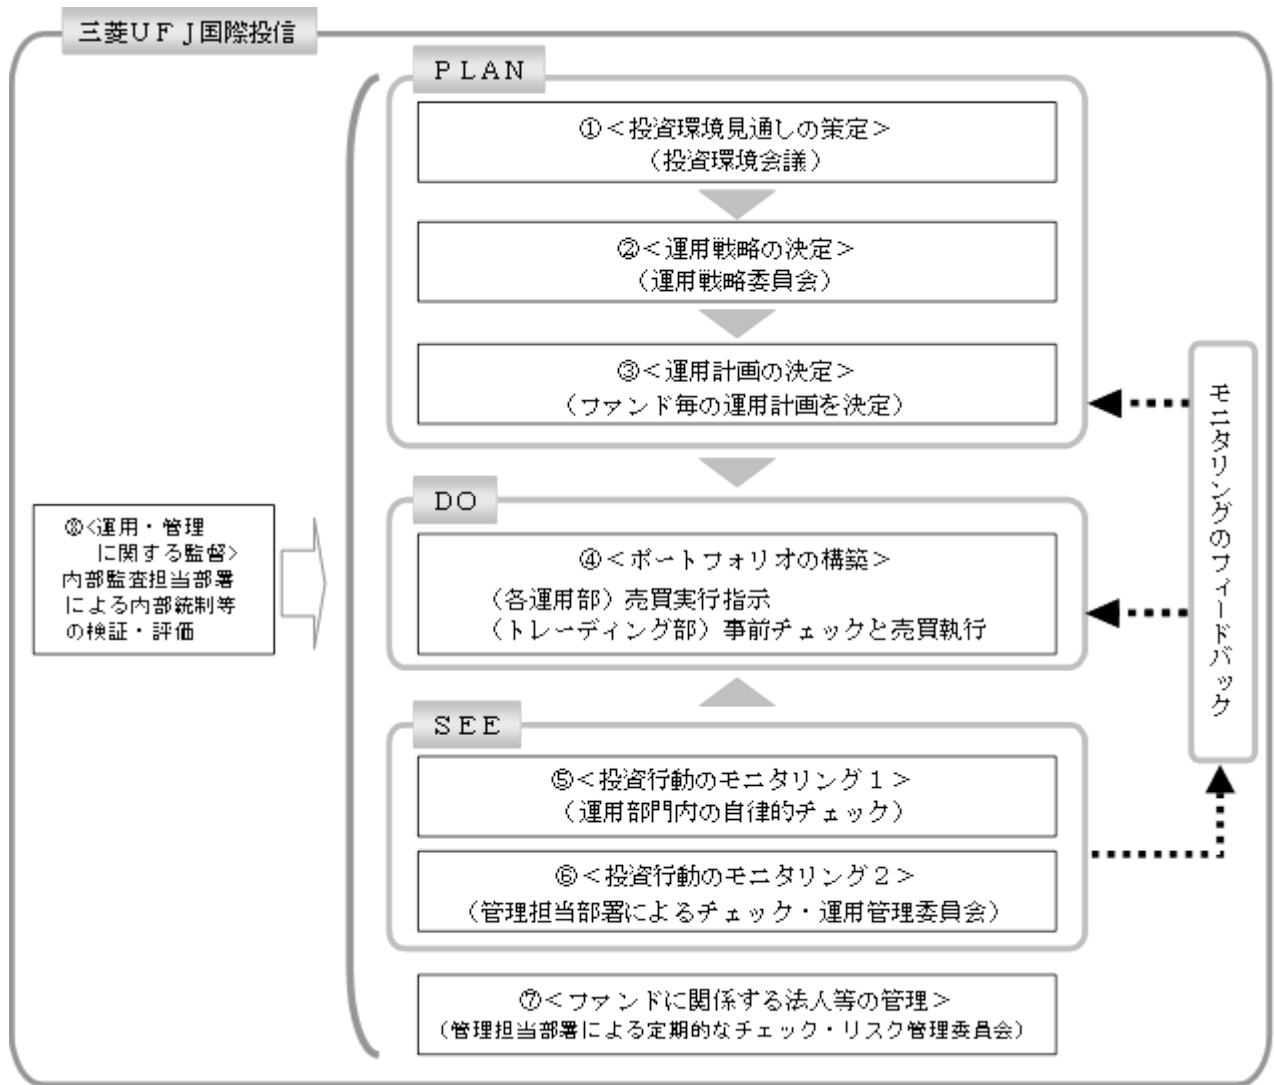 三菱ＵＦＪ国際投信
ＰＬＡＮ
①＜投資環境見通しの策定＞
（投資環境会議）
②＜運用戦略の決定＞
（運用戦略委員会）
③＜運用計画の決定＞
（ファンド毎の運用計画を決定）
ＤＯ
④＜ポートフォリオの構築＞
（各運用部）売買実行指示
（トレーディング部）事前チェックと売買執行
ＳＥＥ
⑤＜投資行動のモニタリング１＞
（運用部門内の自律的チェック）
⑥＜投資行動のモニタリング２＞
（管理担当部署によるチェック・運用管理委員会）
⑦＜ファンドに関係する法人等の管理＞
（管理担当部署による定期的なチェック・リスク管理委員会）
⑧＜運用・管理
に関する監督＞
内部監査担当部署
による内部統制等
の検証・評価
モニタリングのフィードバック